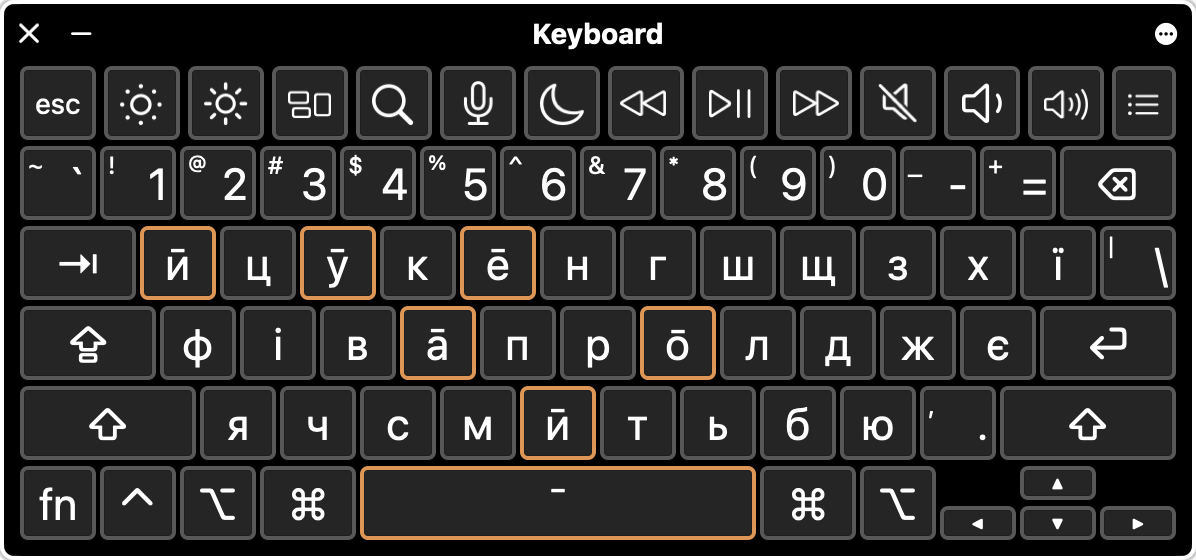 Keyboard
esc
~ ` ! 1 @ 2 # 3 $ 4 % 5 ^ 6 & 7 * 8 ( 9 ) 0 _ - + =
ӣ ц ӯ к е̄ н г ш щ з х ї | \
ф і в а̄ п р о̄ л д ж є
я ч с м ӣ т ь б ю ʼ .
fn ^ ⌥ ⌘ ¯ ⌘ ⌥